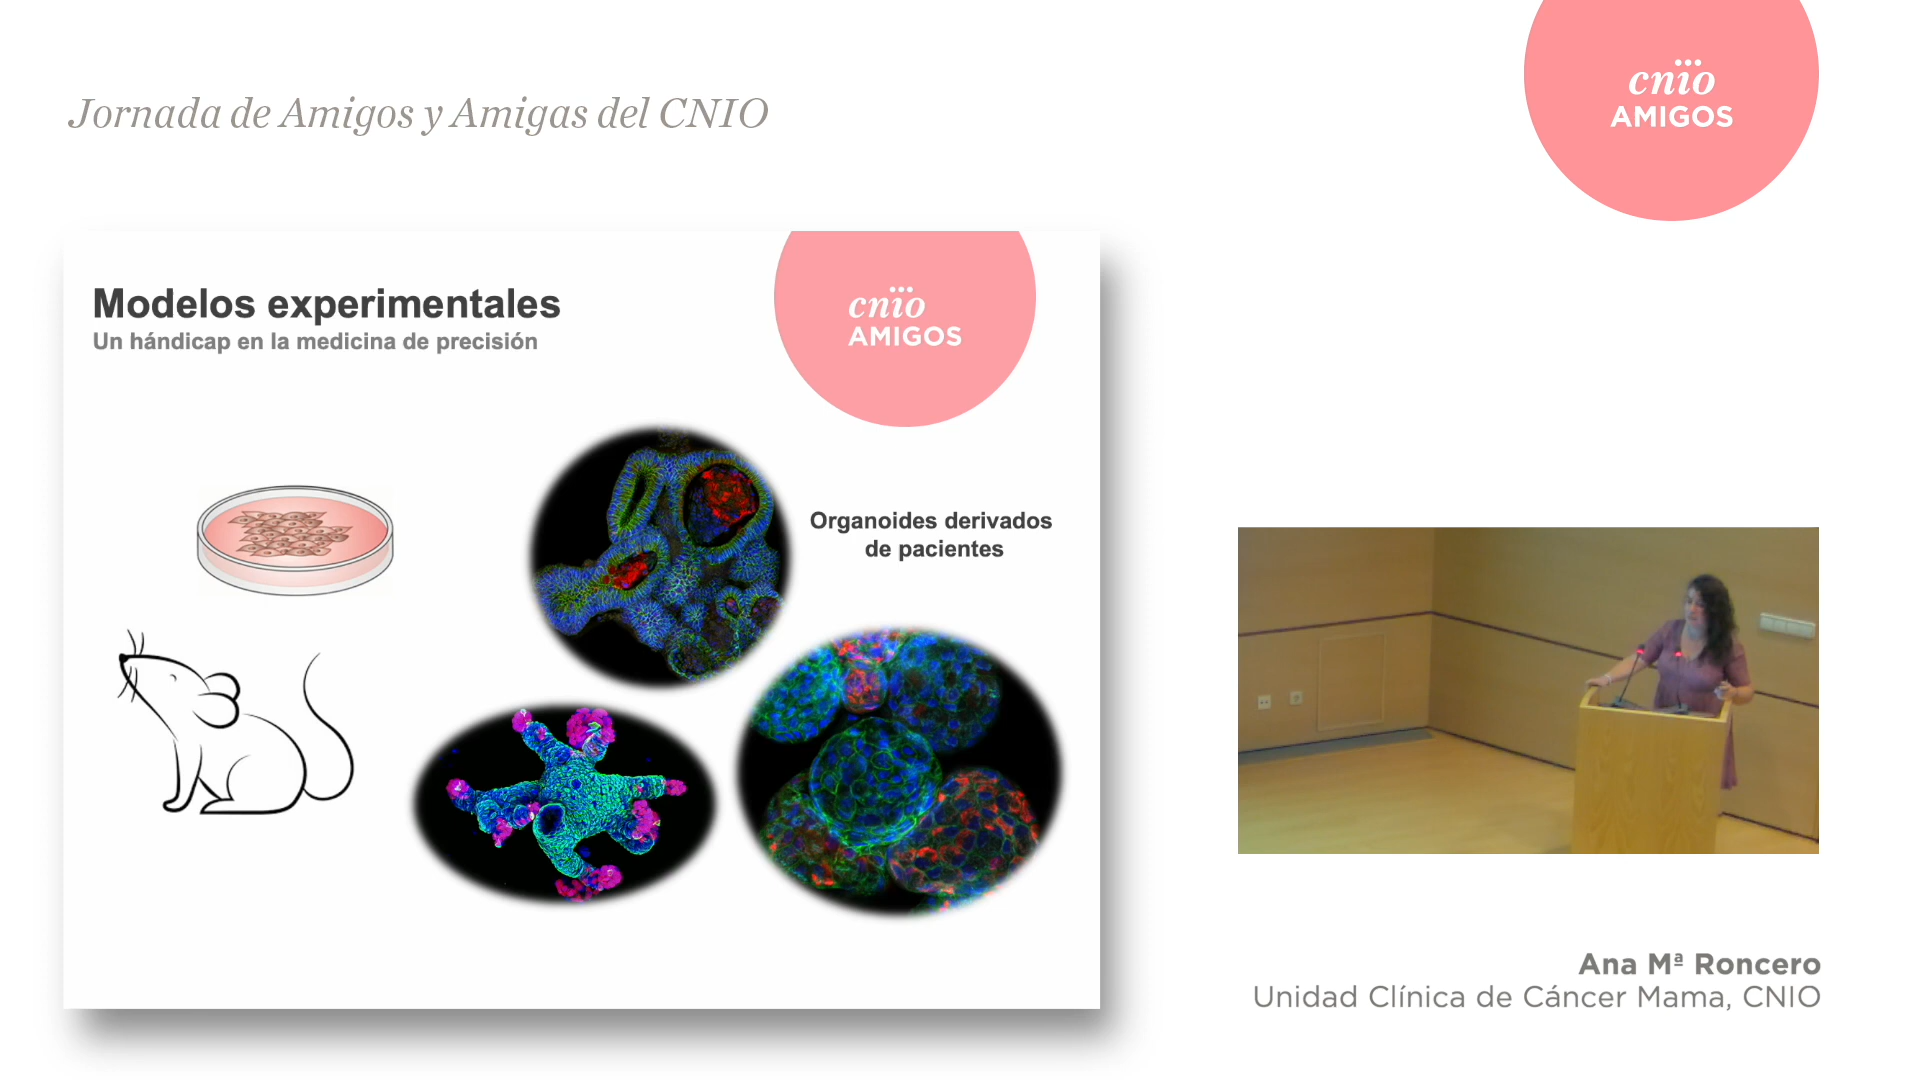 Jornada de Amigos y Amigas del CNIO
cnio
AMIGOS
Modelos experimentales
Un hándicap en la medicina de precisión
cnio
AMIGOS
Organoides derivados
de pacientes
Ana Mª Roncero
Unidad Clínica de Cáncer Mama, CNIO